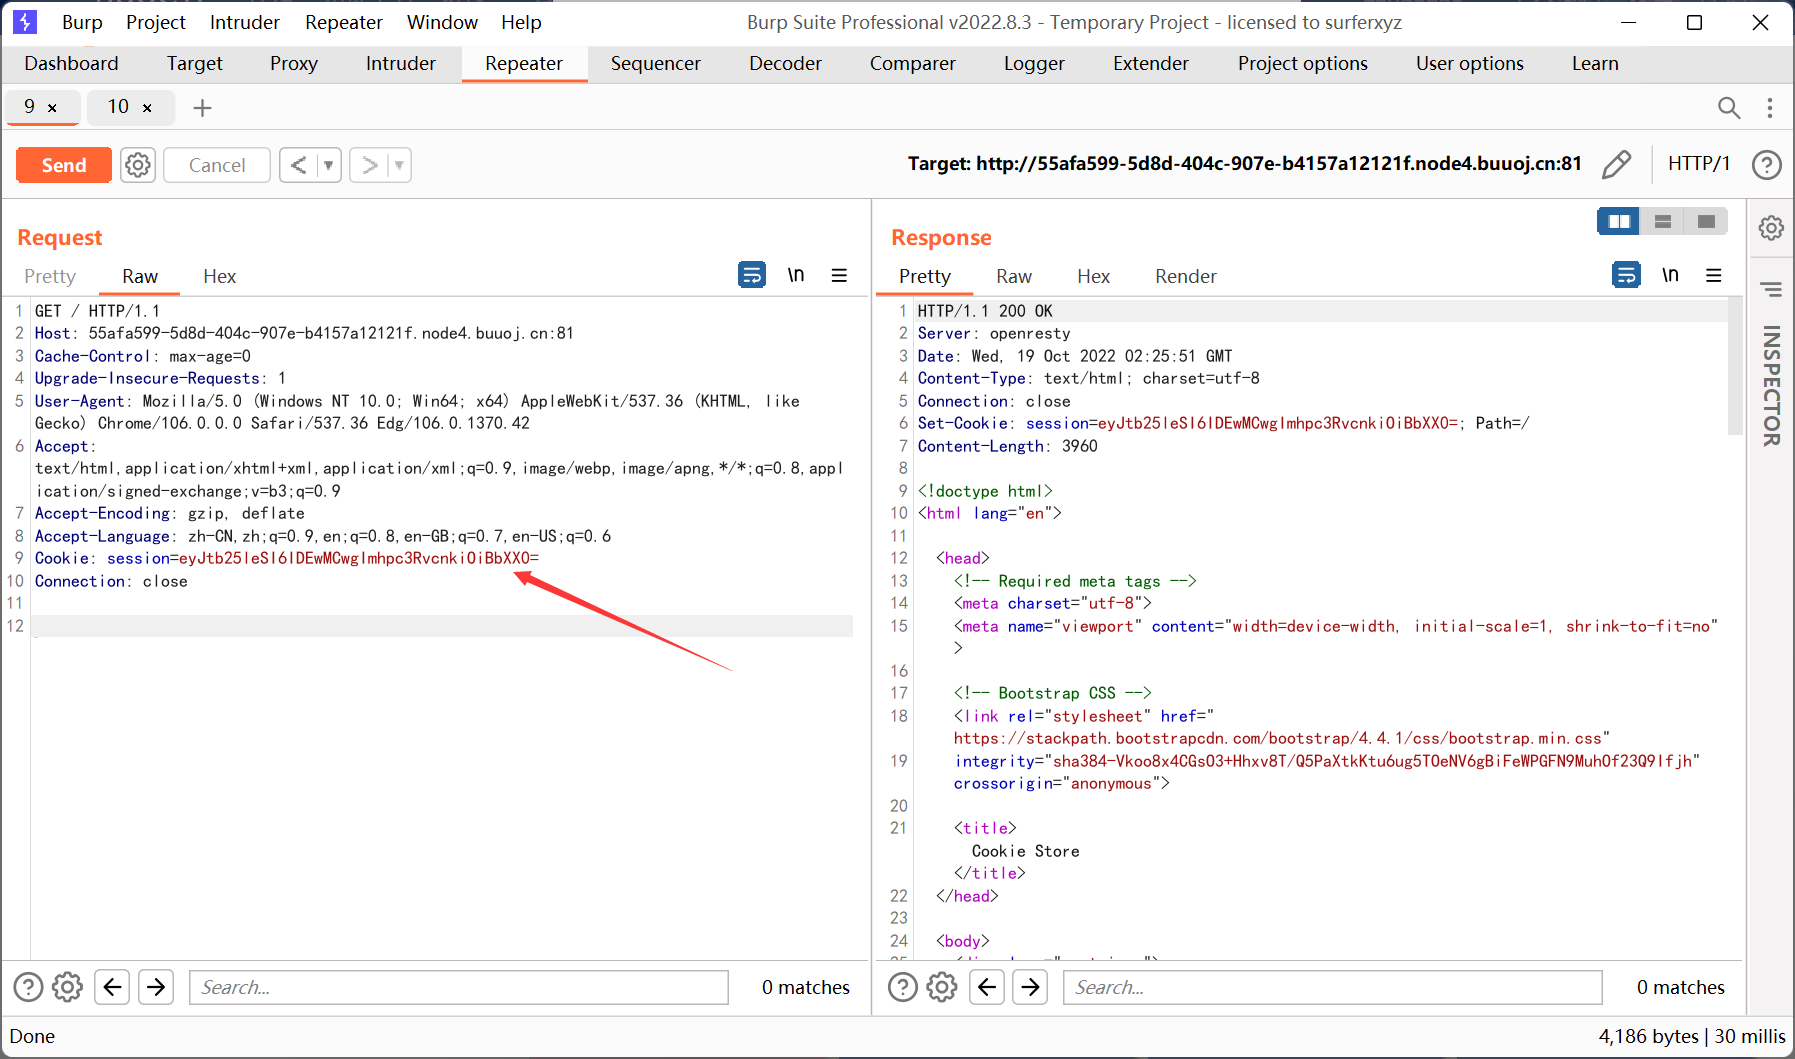 Burp Project Intruder Repeater Window Help Burp Suite Professional v2022.8.3 - Temporary Project - licensed to surferxyz
Dashboard Target Proxy Intruder Repeater Sequencer Decoder Comparer Logger Extender Project options User options Learn
9 × 10 × +
Send Cancel < > Target: http://55afa599-5d8d-404c-907e-b4157a12121f.node4.buuoj.cn:81 HTTP/1 ?
Request
Pretty Raw Hex \n
1 GET / HTTP/1.1
2 Host: 55afa599-5d8d-404c-907e-b4157a12121f.node4.buuoj.cn:81
3 Cache-Control: max-age=0
4 Upgrade-Insecure-Requests: 1
5 User-Agent: Mozilla/5.0 (Windows NT 10.0; Win64; x64) AppleWebKit/537.36 (KHTML, like
Gecko) Chrome/106.0.0.0 Safari/537.36 Edg/106.0.1370.42
6 Accept:
text/html,application/xhtml+xml,application/xml;q=0.9,image/webp,image/apng,*/*;q=0.8,appl
ication/signed-exchange;v=b3;q=0.9
7 Accept-Encoding: gzip, deflate
8 Accept-Language: zh-CN,zh;q=0.9,en;q=0.8,en-GB;q=0.7,en-US;q=0.6
9 Cookie: session=eyJtb25leSI6IDEwMCwgImhpc3RvcnkiOiBbXX0=
10 Connection: close
11
12
Response
Pretty Raw Hex Render \n
1 HTTP/1.1 200 OK
2 Server: openresty
3 Date: Wed, 19 Oct 2022 02:25:51 GMT
4 Content-Type: text/html; charset=utf-8
5 Connection: close
6 Set-Cookie: session=eyJtb25leSI6IDEwMCwgImhpc3RvcnkiOiBbXX0=; Path=/
7 Content-Length: 3960
8
9 <!doctype html>
10 <html lang="en">
11
12 <head>
13 <!-- Required meta tags -->
14 <meta charset="utf-8">
15 <meta name="viewport" content="width=device-width, initial-scale=1, shrink-to-fit=no"
>
16
17 <!-- Bootstrap CSS -->
18 <link rel="stylesheet" href="
https://stackpath.bootstrapcdn.com/bootstrap/4.4.1/css/bootstrap.min.css"
19 integrity="sha384-Vkoo8x4CGsO3+Hhxv8T/Q5PaXtkKtu6ug5TOeNV6gBiFeWPGFN9MuhOf23Q9Ifjh"
crossorigin="anonymous">
20
21 <title>
Cookie Store
</title>
22 </head>
23
24 <body>
INSPECTOR
? Search... 0 matches
? Search... 0 matches
Done 4,186 bytes | 30 millis